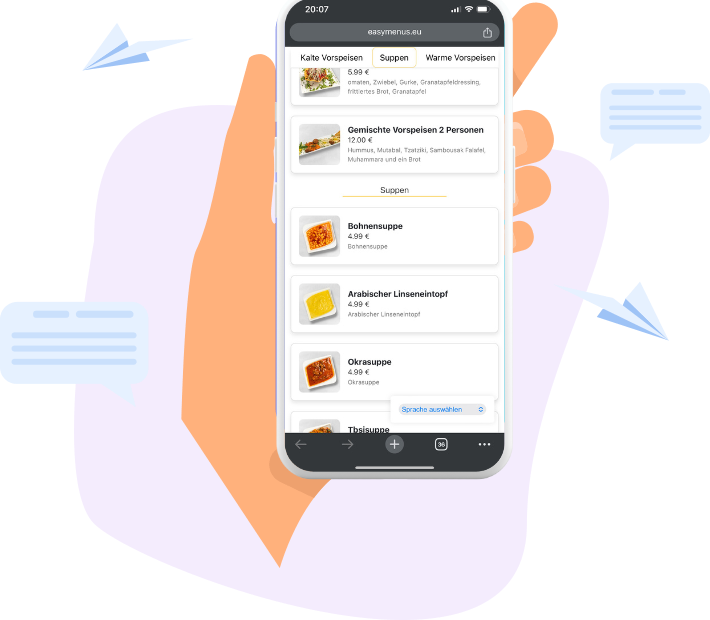 20:07
easymenus.eu
Kalte Vorspeisen Suppen Warme Vorspeisen
5.99 €
omaten, Zwiebel, Gurke, Granatapfeldressing,
frittiertes Brot, Granatapfel
Gemischte Vorspeisen 2 Personen
12.00 €
Hummus, Mutabal, Tzatziki, Sambousak Falafel,
Muhammara und ein Brot
Suppen
Bohnensuppe
4.99 €
Bohnensuppe
Arabischer Linseneintopf
4.99 €
Arabischer Linseneintopf
Okrasuppe
4.99 €
Okrasuppe
Sprache auswählen
Tbsisuppe
36